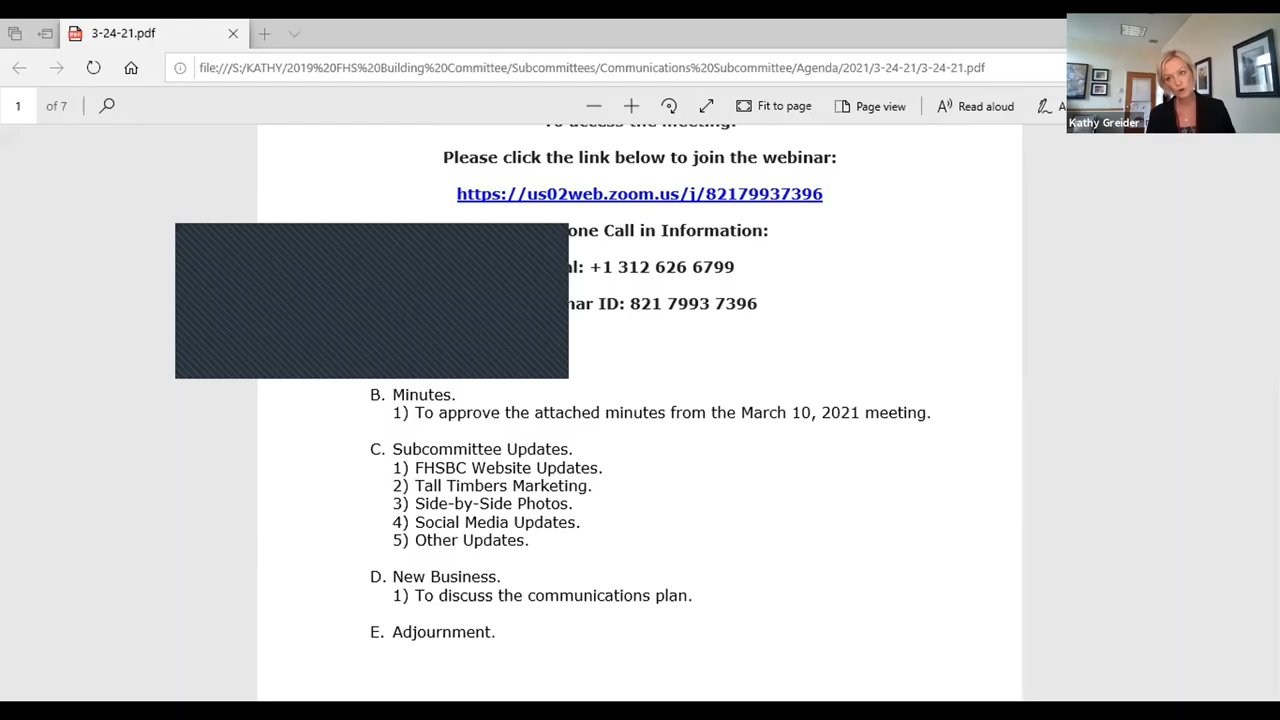 3-24-21.pdf
file:///S:/KATHY/2019%20FHS%20Building%20Committee/Subcommittees/Communications%20Subcommittee/Agenda/2021/3-24-21/3-24-21.pdf
1 of 7 Fit to page Page view Read aloud
Kathy Greider
To access the meeting:
Please click the link below to join the webinar:
https://us02web.zoom.us/j/82179937396
one Call in Information:
+1 312 626 6799
ID: 821 7993 7396
B. Minutes.
1) To approve the attached minutes from the March 10, 2021 meeting.
C. Subcommittee Updates.
1) FHSBC Website Updates.
2) Tall Timbers Marketing.
3) Side-by-Side Photos.
4) Social Media Updates.
5) Other Updates.
D. New Business.
1) To discuss the communications plan.
E. Adjournment.